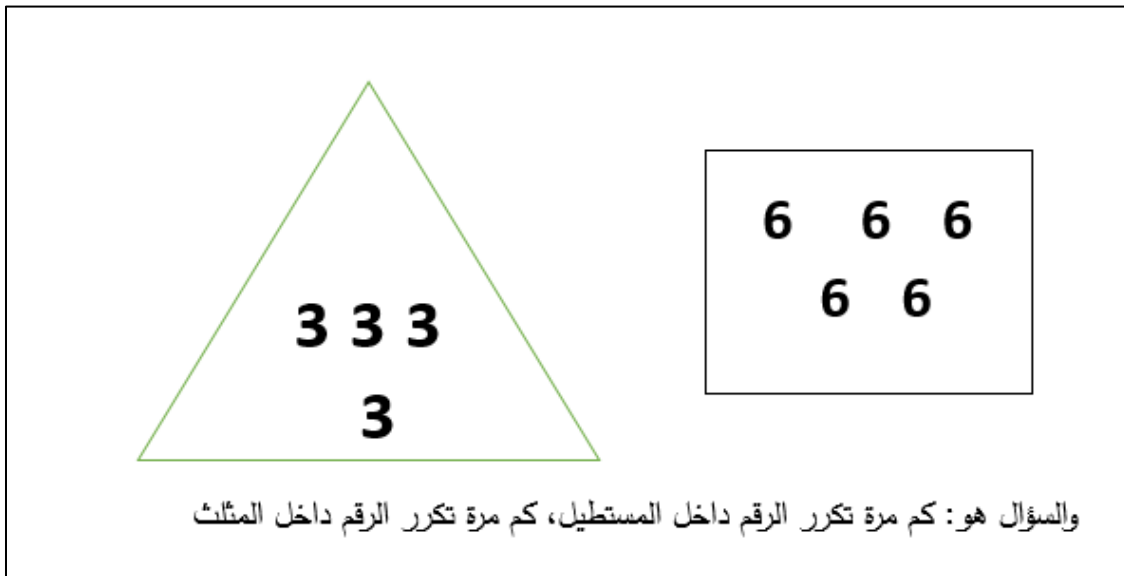 6 6 6
6 6
3 3 3
3
والسؤال هو: كم مرة تكرر الرقم داخل المستطيل، كم مرة تكرر الرقم داخل المثلث